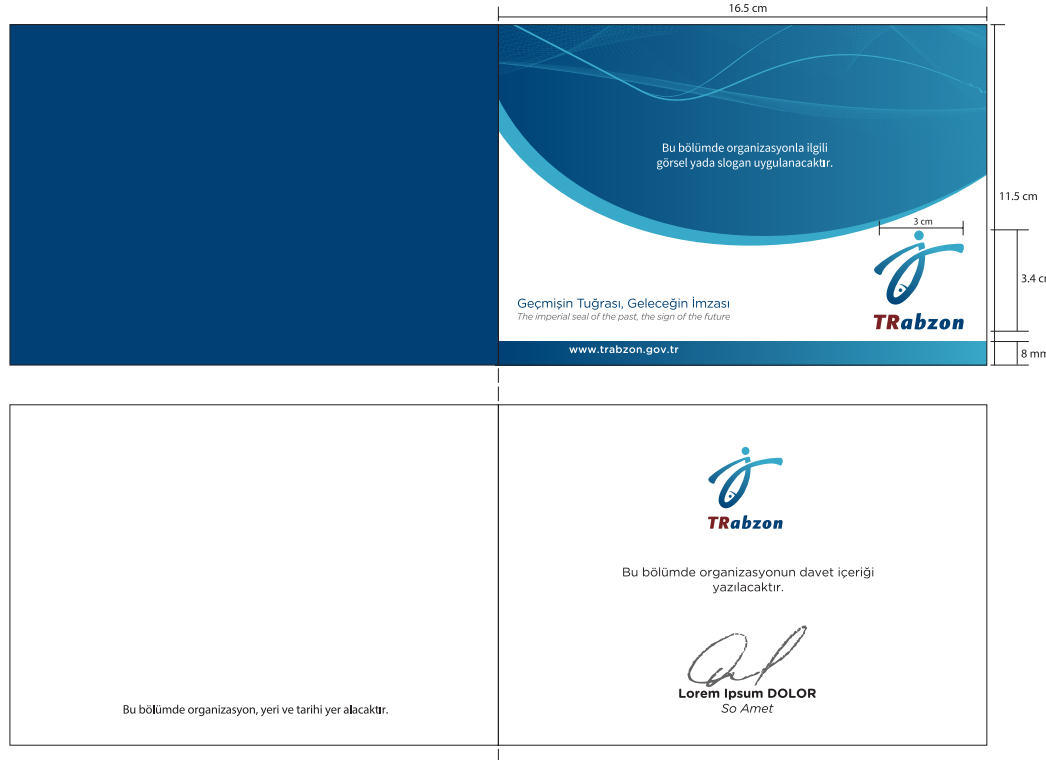 16.5 cm
Bu bölümde organizasyonla ilgili
görsel yada slogan uygulanacaktır.
11.5 cm
3 cm
3.4 cm
TRabzon
Geçmişin Tuğrası, Geleceğin İmzası
The imperial seal of the past, the sign of the future
www.trabzon.gov.tr
8 mm
TRabzon
Bu bölümde organizasyonun davet içeriği
yazılacaktır.
Lorem Ipsum DOLOR
So Amet
Bu bölümde organizasyon, yeri ve tarihi yer alacaktır.